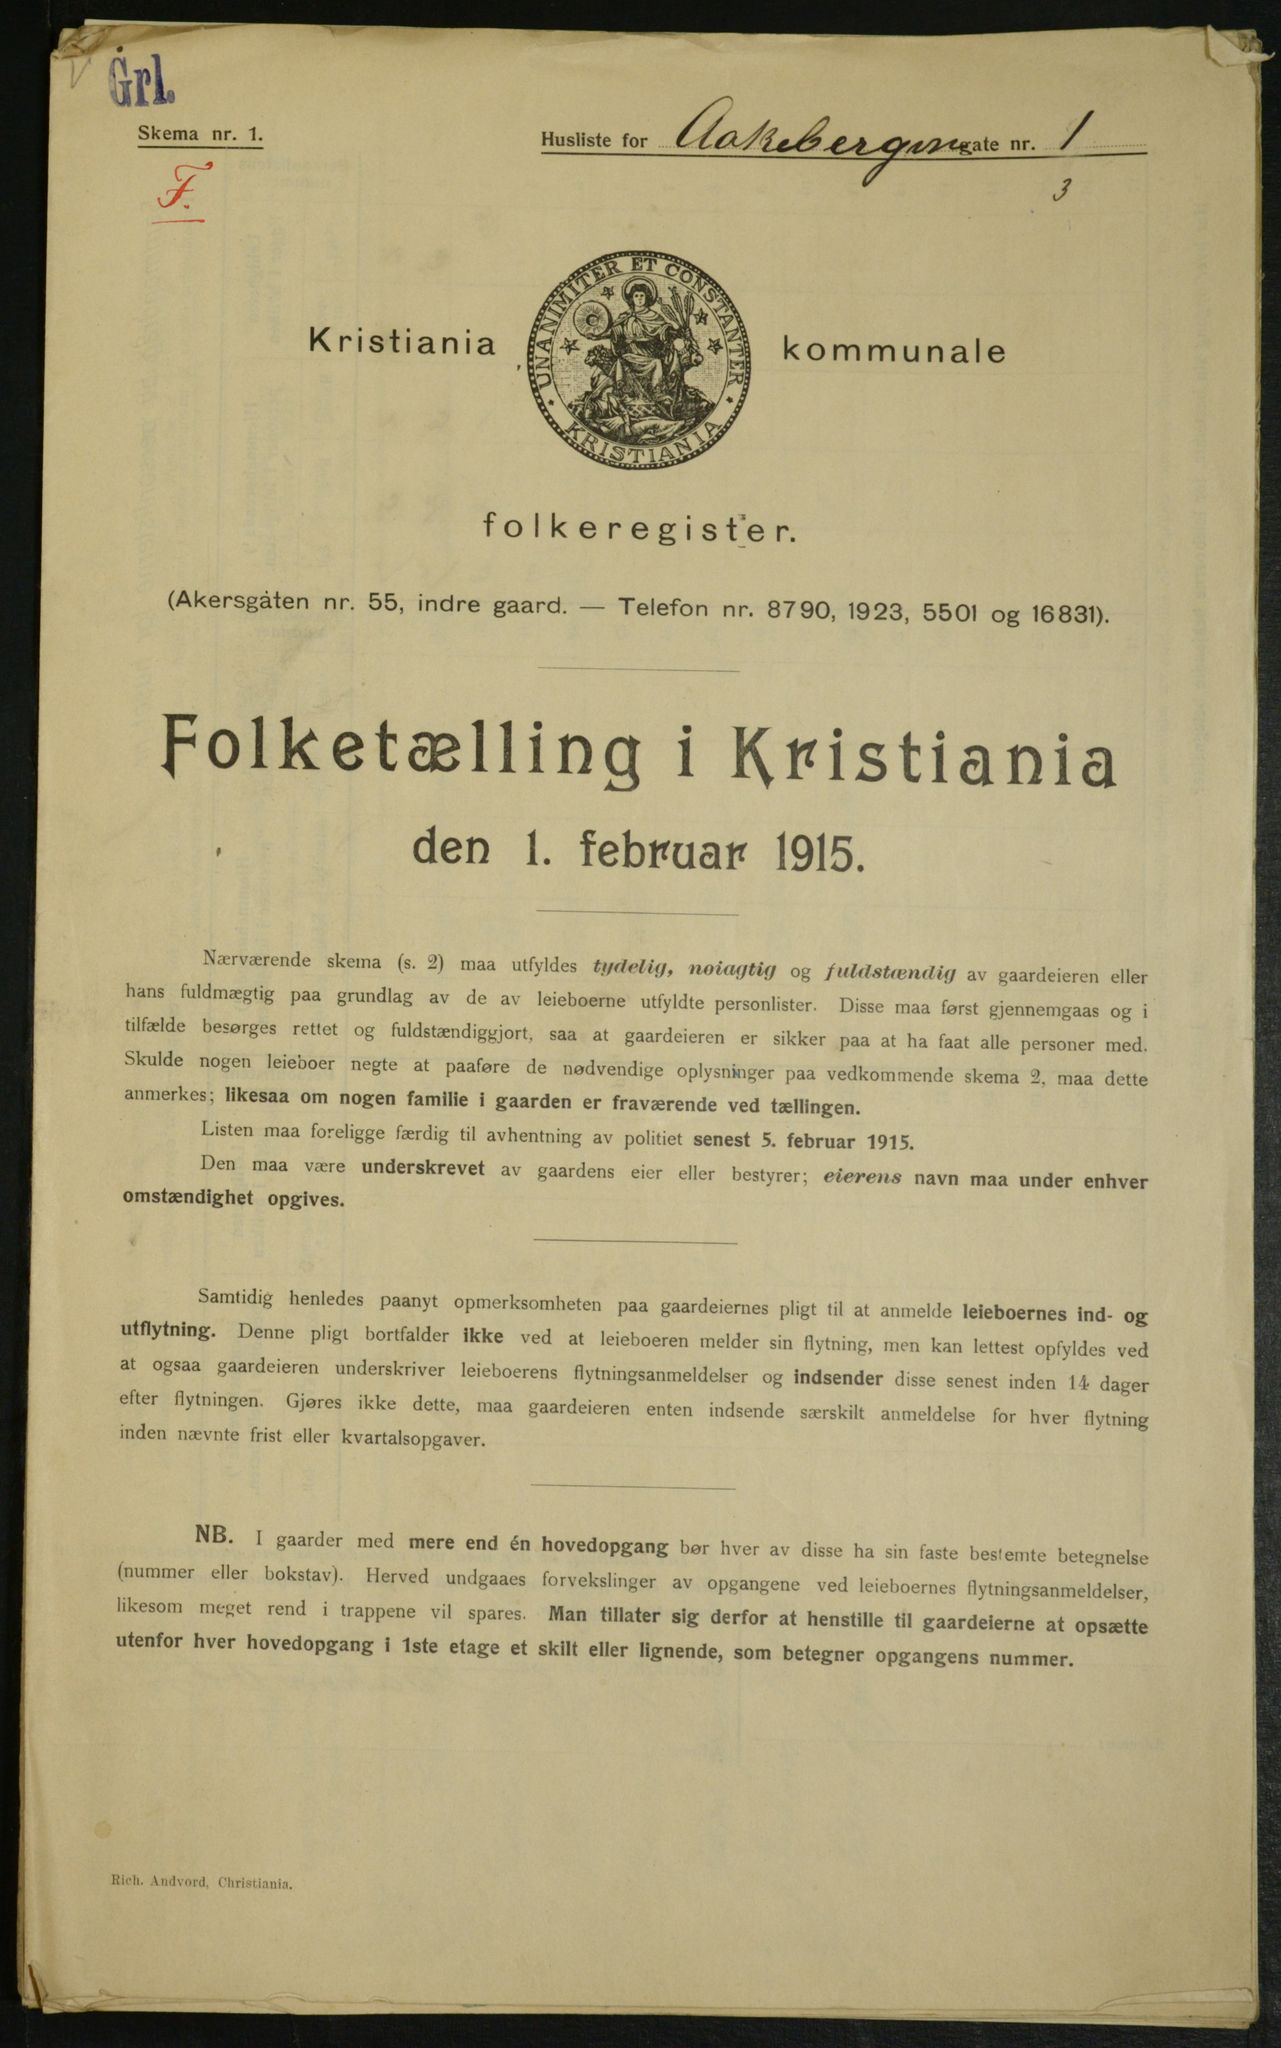 Grl.
Skema nr. 1.
Husliste for Aakebergengate nr. 1
F.
3
UNANIMITER ET CONSTANTER
KRISTIANIA
Kristiania kommunale
folkeregister.
(Akersgaten nr. 55, indre gaard. — Telefon nr. 8790, 1923, 5501 og 16831).
Folketælling i Kristiania
den 1. februar 1915.
Nærværende skema (s. 2) maa utfyldes tydelig, nøiagtig og fuldstændig av gaardeieren eller
hans fuldmægtig paa grundlag av de av leieboerne utfyldte personlister. Disse maa først gjennemgaas og i
tilfælde besørges rettet og fuldstændiggjort, saa at gaardeieren er sikker paa at ha faat alle personer med.
Skulde nogen leieboer negte at paaføre de nødvendige oplysninger paa vedkommende skema 2, maa dette
anmerkes; likesaa om nogen familie i gaarden er fraværende ved tællingen.
Listen maa foreligge færdig til avhentning av politiet senest 5. februar 1915.
Den maa være underskrevet av gaardens eier eller bestyrer; eierens navn maa under enhver
omstændighet opgives.
Samtidig henledes paanyt opmerksomheten paa gaardeiernes pligt til at anmelde leieboernes ind- og
utflytning. Denne pligt bortfalder ikke ved at leieboeren melder sin flytning, men kan lettest opfyldes ved
at ogsaa gaardeieren underskriver leieboerens flytningsanmeldelser og indsender disse senest inden 14 dager
efter flytningen. Gjøres ikke dette, maa gaardeieren enten indsende særskilt anmeldelse for hver flytning
inden nævnte frist eller kvartalsopgaver.
NB. I gaarder med mere end én hovedopgang bør hver av disse ha sin faste bestemte betegnelse
(nummer eller bokstav). Herved undgaaes forvekslinger av opgangene ved leieboernes flytningsanmeldelser,
likesom meget rend i trappene vil spares. Man tillater sig derfor at henstille til gaardeierne at opsætte
utenfor hver hovedopgang i 1ste etage et skilt eller lignende, som betegner opgangens nummer.
Rich. Andvord, Christiania.